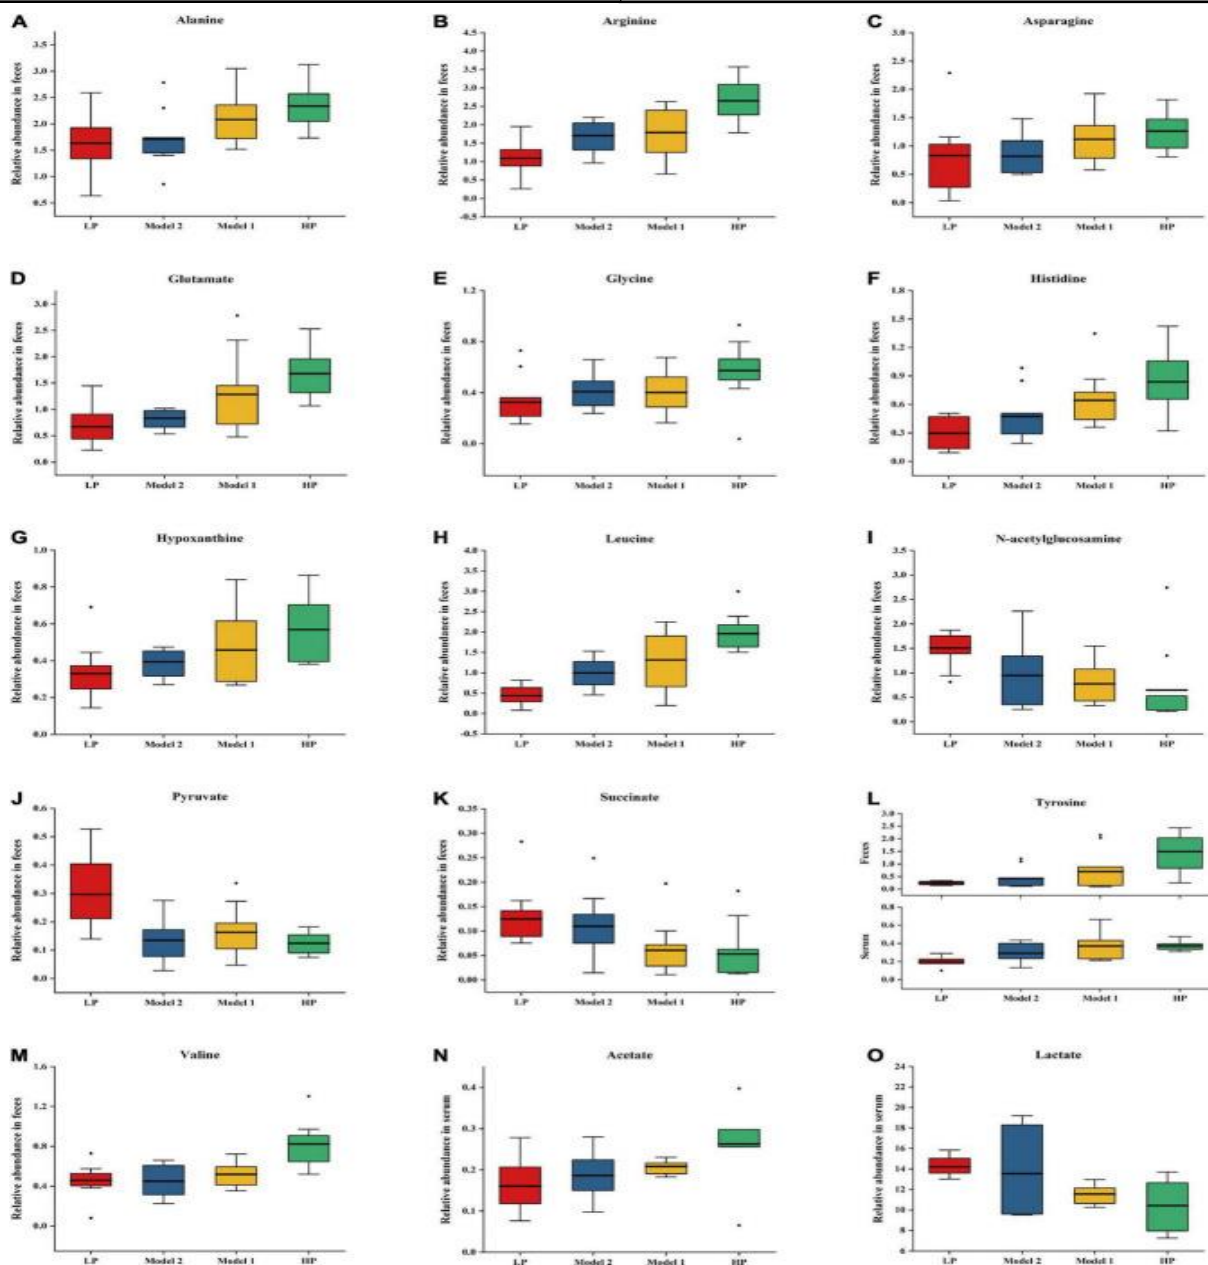 A Alanine
Relative abundance in feces
3.5
3.0
2.5
2.0
1.5
1.0
0.5
LP Model 2 Model 1 HP
B Arginine
Relative abundance in feces
4.5
4.0
3.5
3.0
2.5
2.0
1.5
1.0
0.5
0.0
-0.5
LP Model 2 Model 1 HP
C Asparagine
Relative abundance in feces
3.0
2.5
2.0
1.5
1.0
0.5
0.0
LP Model 2 Model 1 HP
D Glutamate
Relative abundance in feces
3.0
2.5
2.0
1.5
1.0
0.5
0.0
LP Model 2 Model 1 HP
E Glycine
Relative abundance in feces
1.2
0.8
0.4
0.0
LP Model 2 Model 1 HP
F Histidine
Relative abundance in feces
1.8
1.5
1.2
0.9
0.6
0.3
0.0
LP Model 2 Model 1 HP
G Hypoxanthine
Relative abundance in feces
1.0
0.8
0.6
0.4
0.2
0.0
LP Model 2 Model 1 HP
H Leucine
Relative abundance in feces
4.0
3.5
3.0
2.5
2.0
1.5
1.0
0.5
0.0
-0.5
LP Model 2 Model 1 HP
I N-acetylglucosamine
Relative abundance in feces
3.5
3.0
2.5
2.0
1.5
1.0
0.5
0.0
LP Model 2 Model 1 HP
J Pyruvate
Relative abundance in feces
0.6
0.5
0.4
0.3
0.2
0.1
0.0
LP Model 2 Model 1 HP
K Succinate
Relative abundance in feces
0.35
0.30
0.25
0.20
0.15
0.10
0.05
0.00
LP Model 2 Model 1 HP
L Tyrosine
Feces
3.0
2.5
2.0
1.5
1.0
0.5
0.0
Serum
0.8
0.6
0.4
0.2
0.0
LP Model 2 Model 1 HP
M Valine
Relative abundance in feces
1.6
1.2
0.8
0.4
0.0
LP Model 2 Model 1 HP
N Acetate
Relative abundance in serum
0.4
0.3
0.2
0.1
0.0
LP Model 2 Model 1 HP
O Lactate
Relative abundance in serum
24
22
20
18
16
14
12
10
8
6
LP Model 2 Model 1 HP